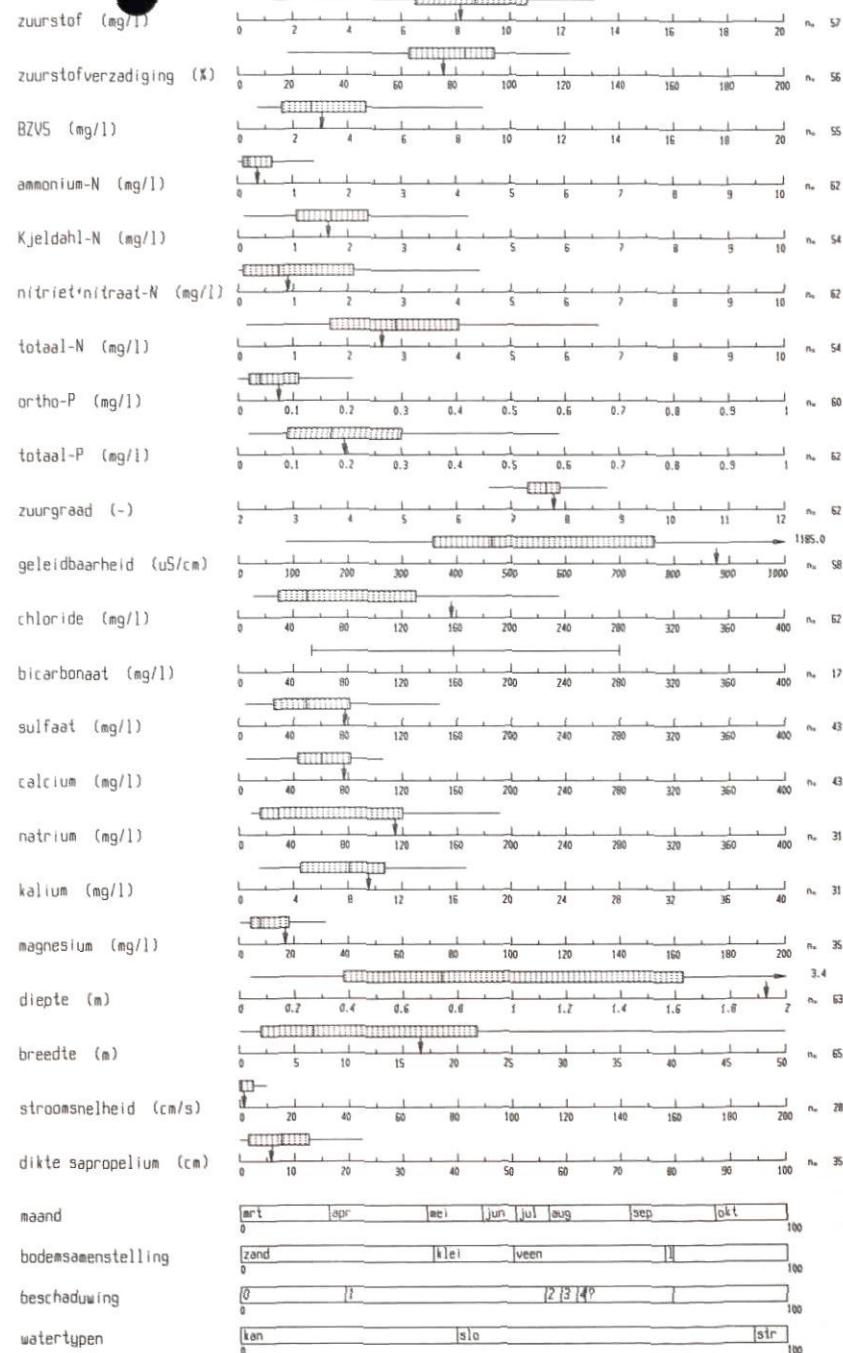 zuurstof (mg/l) n= 57
0 2 4 6 8 10 12 14 16 18 20
zuurstofverzadiging (%) n= 56
0 20 40 60 80 100 120 140 160 180 200
BZV5 (mg/l) n= 55
0 2 4 6 8 10 12 14 16 18 20
ammonium-N (mg/l) n= 62
0 1 2 3 4 5 6 7 8 9 10
Kjeldahl-N (mg/l) n= 54
0 1 2 3 4 5 6 7 8 9 10
nitriet+nitraat-N (mg/l) n= 62
0 1 2 3 4 5 6 7 8 9 10
totaal-N (mg/l) n= 54
0 1 2 3 4 5 6 7 8 9 10
ortho-P (mg/l) n= 60
0 0.1 0.2 0.3 0.4 0.5 0.6 0.7 0.8 0.9 1
totaal-P (mg/l) n= 62
0 0.1 0.2 0.3 0.4 0.5 0.6 0.7 0.8 0.9 1
zuurgraad (-) n= 62
2 3 4 5 6 7 8 9 10 11 12
1185.0
geleidbaarheid (uS/cm) n= 58
0 100 200 300 400 500 600 700 800 900 1000
chloride (mg/l) n= 62
0 40 80 120 160 200 240 280 320 360 400
bicarbonaat (mg/l) n= 17
0 40 80 120 160 200 240 280 320 360 400
sulfaat (mg/l) n= 43
0 40 80 120 160 200 240 280 320 360 400
calcium (mg/l) n= 43
0 40 80 120 160 200 240 280 320 360 400
natrium (mg/l) n= 31
0 40 80 120 160 200 240 280 320 360 400
kalium (mg/l) n= 31
0 4 8 12 16 20 24 28 32 36 40
magnesium (mg/l) n= 35
0 20 40 60 80 100 120 140 160 180 200
3.4
diepte (m) n= 63
0 0.2 0.4 0.6 0.8 1 1.2 1.4 1.6 1.8 2
breedte (m) n= 65
0 5 10 15 20 25 30 35 40 45 50
stroomsnelheid (cm/s) n= 28
0 20 40 60 80 100 120 140 160 180 200
dikte sapropelium (cm) n= 35
0 10 20 30 40 50 60 70 80 90 100
maand mrt apr mei jun jul aug sep okt
0 100
bodemsamenstelling zand klei veen l
0 100
beschaduwing 0 1 2 3 4 ?
0 100
watertypen kan slo str
0 100